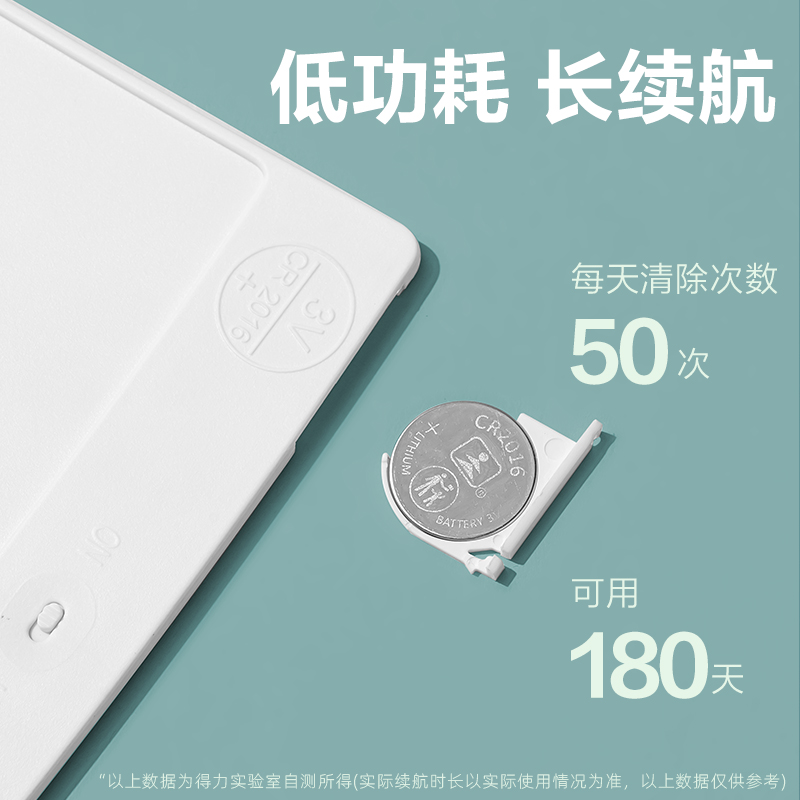 低功耗 长续航
每天清除次数
50次
3V
CR2016
+
CR2016
+
LITHIUM
BATTERY 3V
ON
可用
180天
“以上数据为得力实验室自测所得(实际续航时长以实际使用情况为准，以上数据仅供参考)